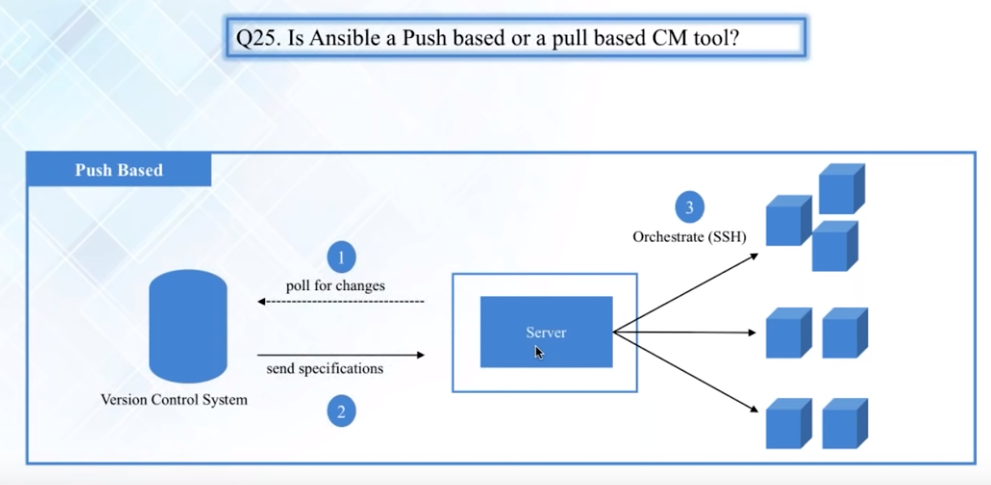 Q25. Is Ansible a Push based or a pull based CM tool?
Push Based
1
poll for changes
send specifications
2
Version Control System
Server
3
Orchestrate (SSH)